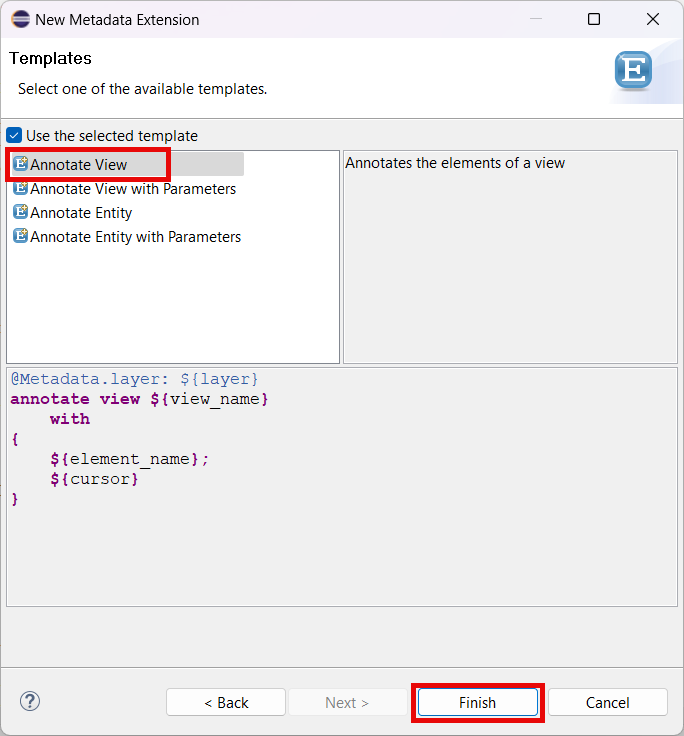 New Metadata Extension
Templates
Select one of the available templates.
E
Use the selected template
Annotate View
Annotate View with Parameters
Annotate Entity
Annotate Entity with Parameters
Annotates the elements of a view
@Metadata.layer: ${layer}
annotate view ${view_name}
    with
{
    ${element_name};
    ${cursor}
}
?
< Back
Next >
Finish
Cancel